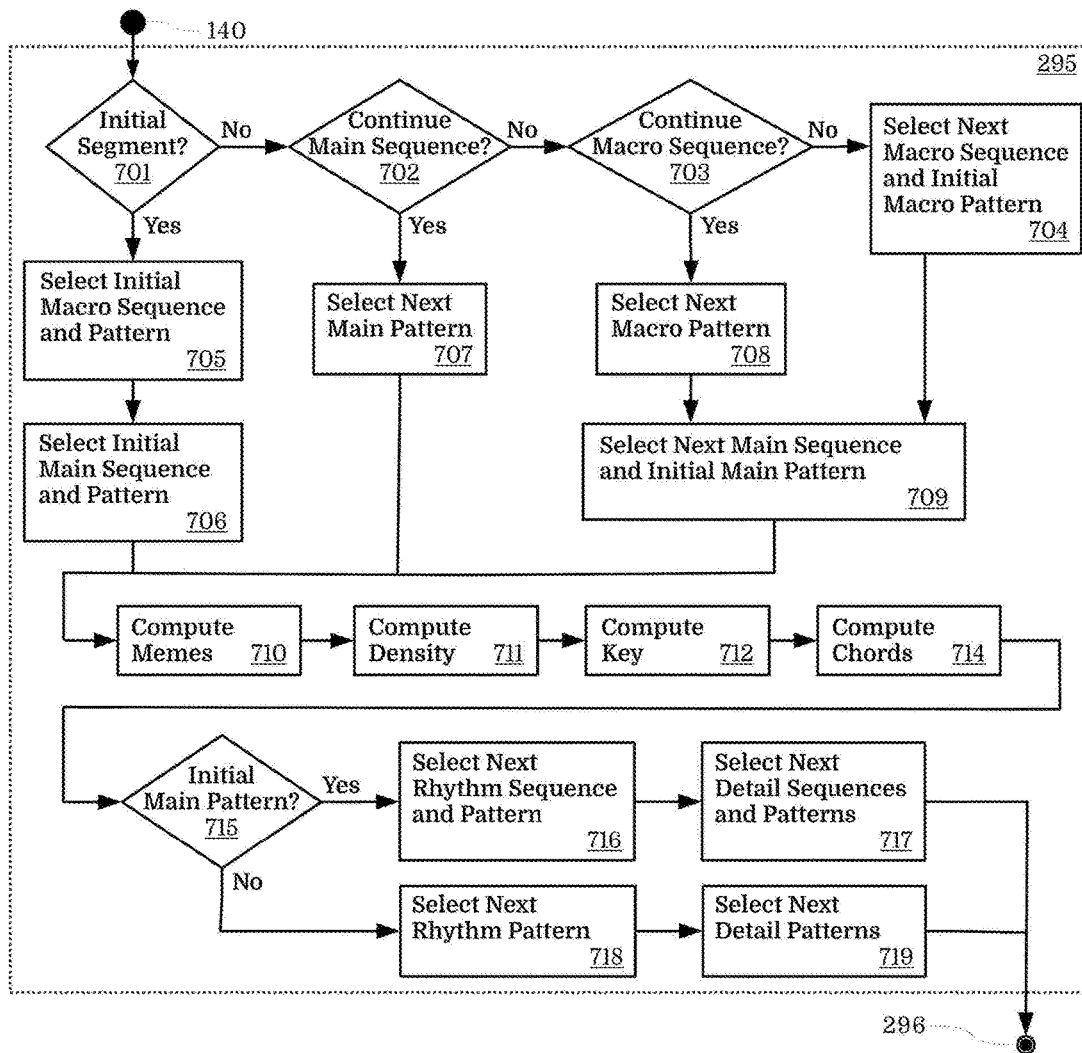 140
295
Initial
Segment?
701
No
Continue
Main Sequence?
702
No
Continue
Macro Sequence?
703
No
Select Next
Macro Sequence
and Initial
Macro Pattern
704
Yes
Yes
Yes
Select Initial
Macro Sequence
and Pattern
705
Select Next
Main Pattern
707
Select Next
Macro Pattern
708
Select Initial
Main Sequence
and Pattern
706
Select Next Main Sequence
and Initial Main Pattern
709
Compute
Memes 710
Compute
Density 711
Compute
Key 712
Compute
Chords 714
Initial
Main Pattern?
715
Yes
Select Next
Rhythm Sequence
and Pattern
716
Select Next
Detail Sequences
and Patterns
717
No
Select Next
Rhythm Pattern
718
Select Next
Detail Patterns
719
296